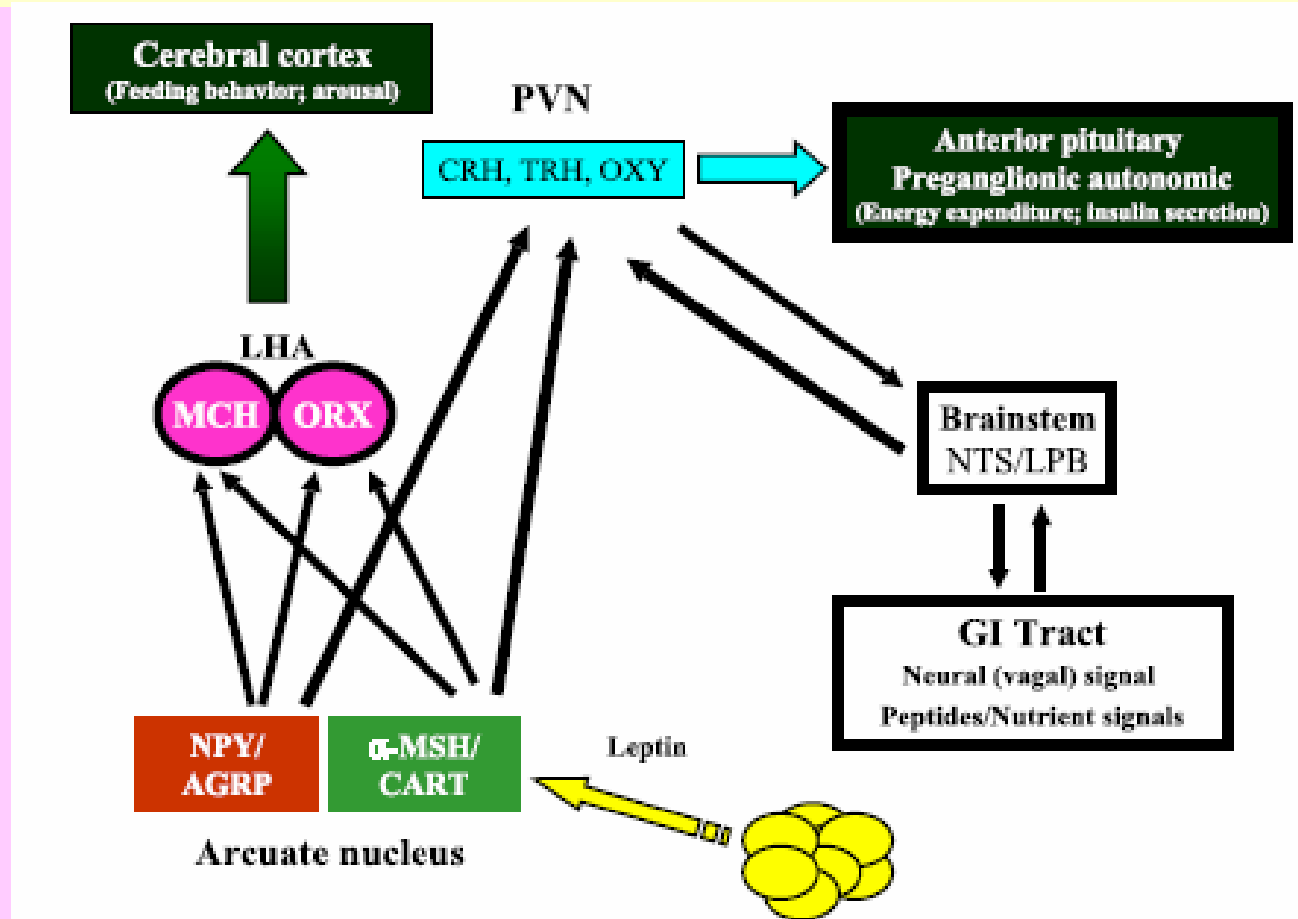 Cerebral cortex
(Feeding behavior; arousal)
PVN
CRH, TRH, OXY
Anterior pituitary
Preganglionic autonomic
(Energy expenditure; insulin secretion)
LHA
MCH
ORX
Brainstem
NTS/LPB
GI Tract
Neural (vagal) signal
Peptides/Nutrient signals
NPY/
AGRP
α-MSH/
CART
Leptin
Arcuate nucleus